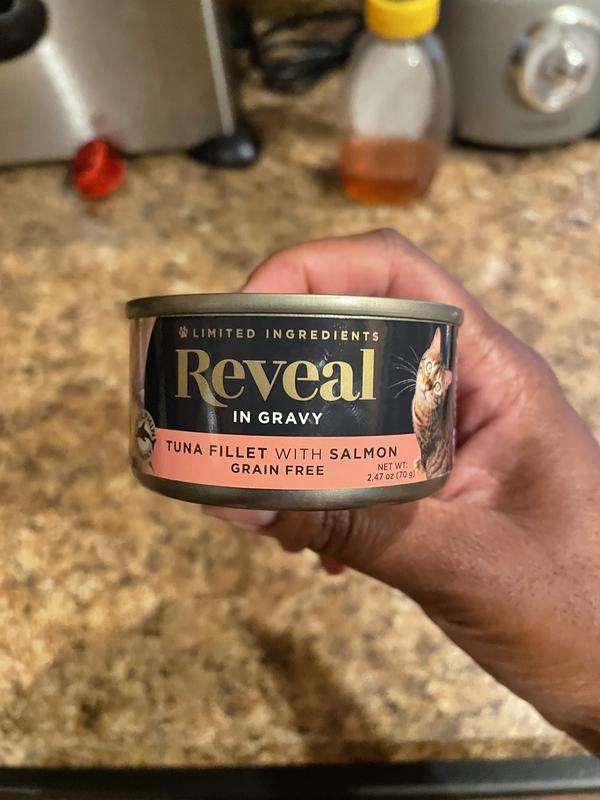 LIMITED INGREDIENTS
Reveal
IN GRAVY
TUNA FILLET WITH SALMON
GRAIN FREE
NET WT:
2.47 oz (70 g)